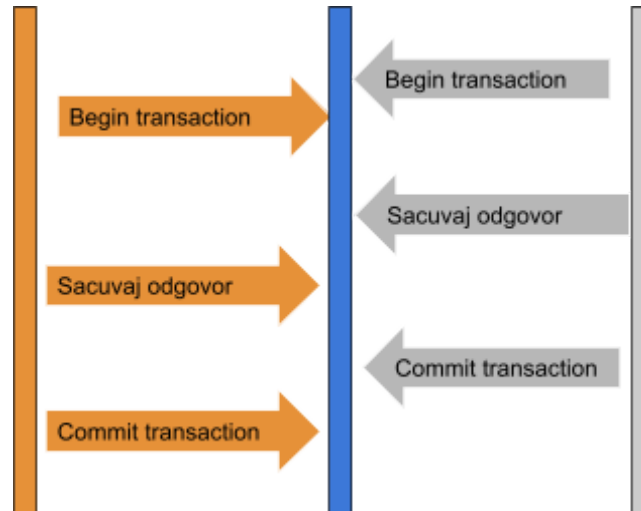 Begin transaction
Begin transaction
Sacuvaj odgovor
Sacuvaj odgovor
Commit transaction
Commit transaction